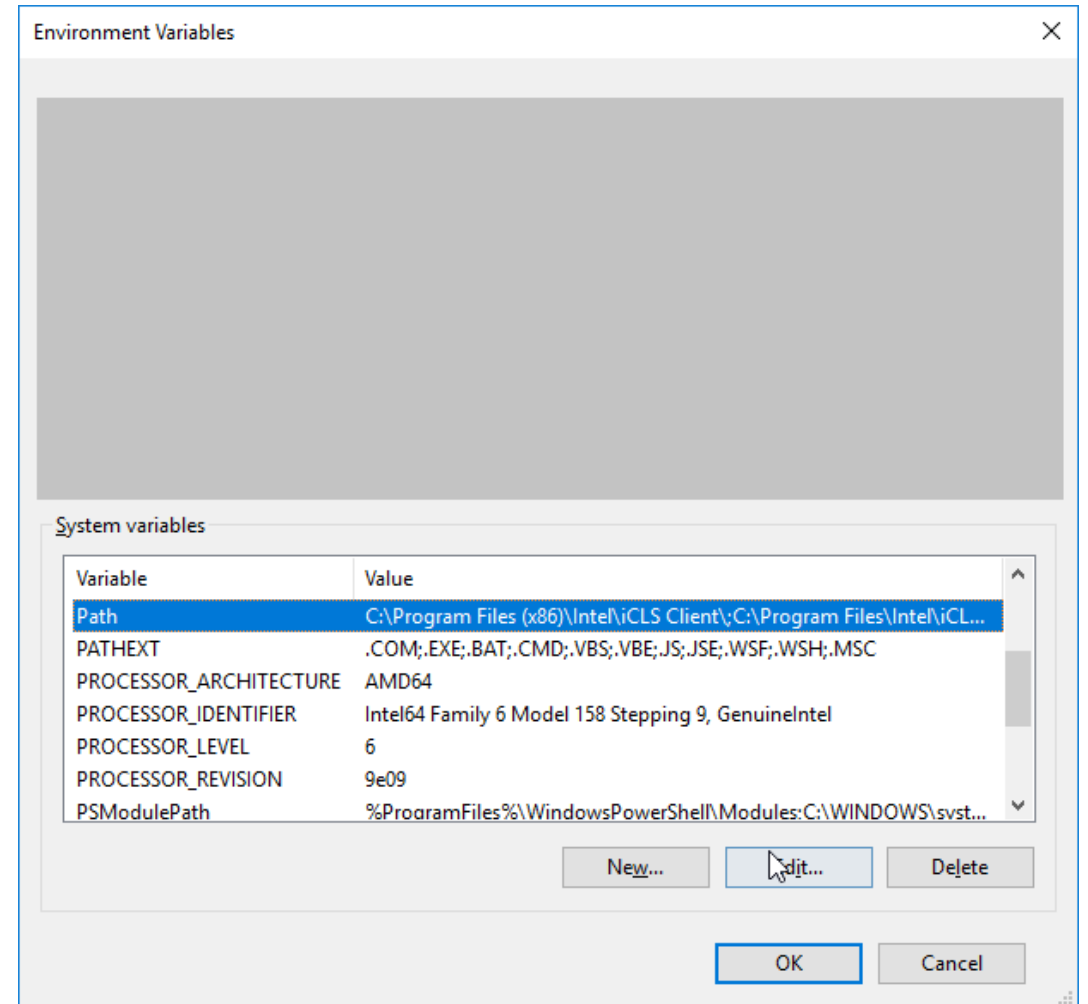 Environment Variables
System variables
Variable Value
Path C:\Program Files (x86)\Intel\iCLS Client\;C:\Program Files\Intel\iCL...
PATHEXT .COM;.EXE;.BAT;.CMD;.VBS;.VBE;.JS;.JSE;.WSF;.WSH;.MSC
PROCESSOR_ARCHITECTURE AMD64
PROCESSOR_IDENTIFIER Intel64 Family 6 Model 158 Stepping 9, GenuineIntel
PROCESSOR_LEVEL 6
PROCESSOR_REVISION 9e09
PSModulePath %ProgramFiles%\WindowsPowerShell\Modules;C:\WINDOWS\syst...
New... Edit... Delete
OK Cancel